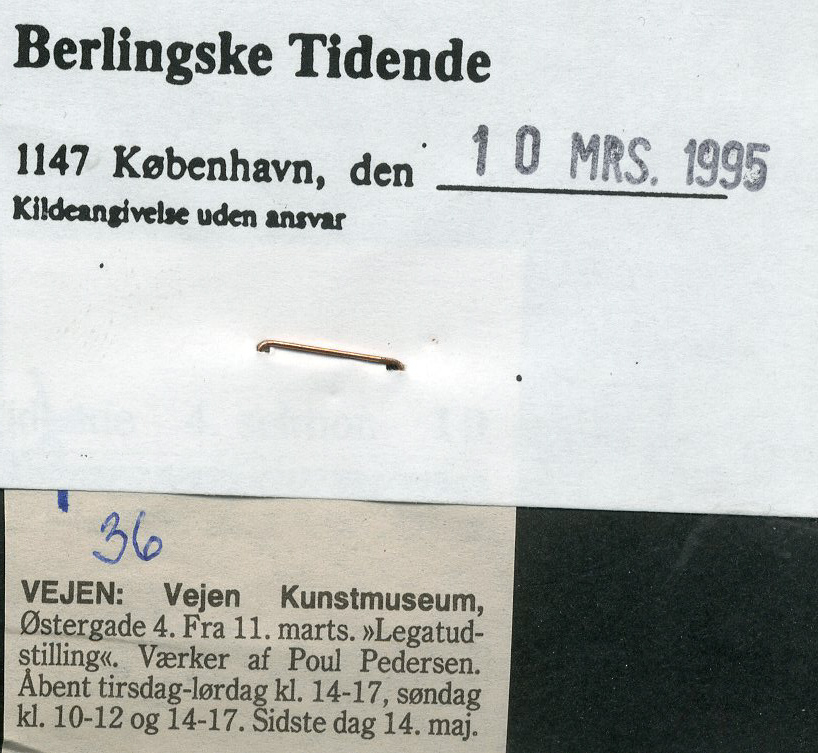 Berlingske Tidende
1147 København, den 10 MRS. 1995
Kildeangivelse uden ansvar
36
VEJEN: Vejen Kunstmuseum,
Østergade 4. Fra 11. marts. »Legatud-
stilling«. Værker af Poul Pedersen.
Åbent tirsdag-lørdag kl. 14-17, søndag
kl. 10-12 og 14-17. Sidste dag 14. maj.